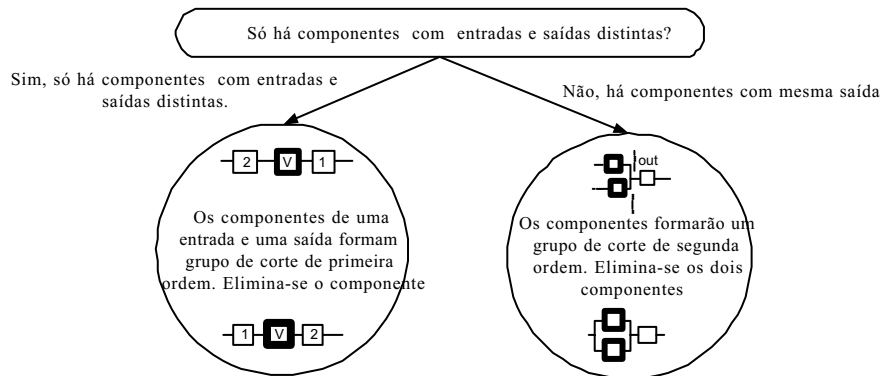 Só há componentes com entradas e saídas distintas?
Sim, só há componentes com entradas e
saídas distintas.
Não, há componentes com mesma saída
2 V 1
out
Os componentes de uma
entrada e uma saída formam
grupo de corte de primeira
ordem. Elimina-se o componente
Os componentes formarão um
grupo de corte de segunda
ordem. Elimina-se os dois
componentes
1 V 2